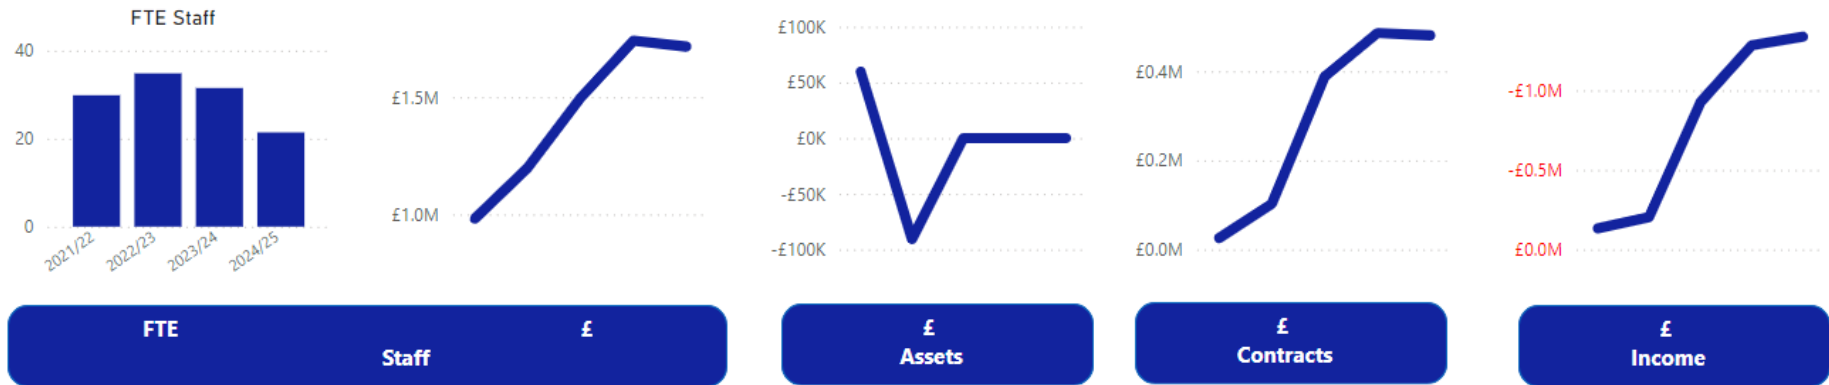 FTE Staff
40
20
0
2021/22
2022/23
2023/24
2024/25
£1.5M
£1.0M
FTE
£
Staff
£100K
£50K
£0K
-£50K
-£100K
£
Assets
£0.4M
£0.2M
£0.0M
£
Contracts
-£1.0M
-£0.5M
£0.0M
£
Income